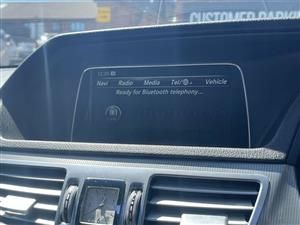 CUSTOMER PARKI
Navi Radio Media Tel/ Vehicle
Ready for Bluetooth telephony...